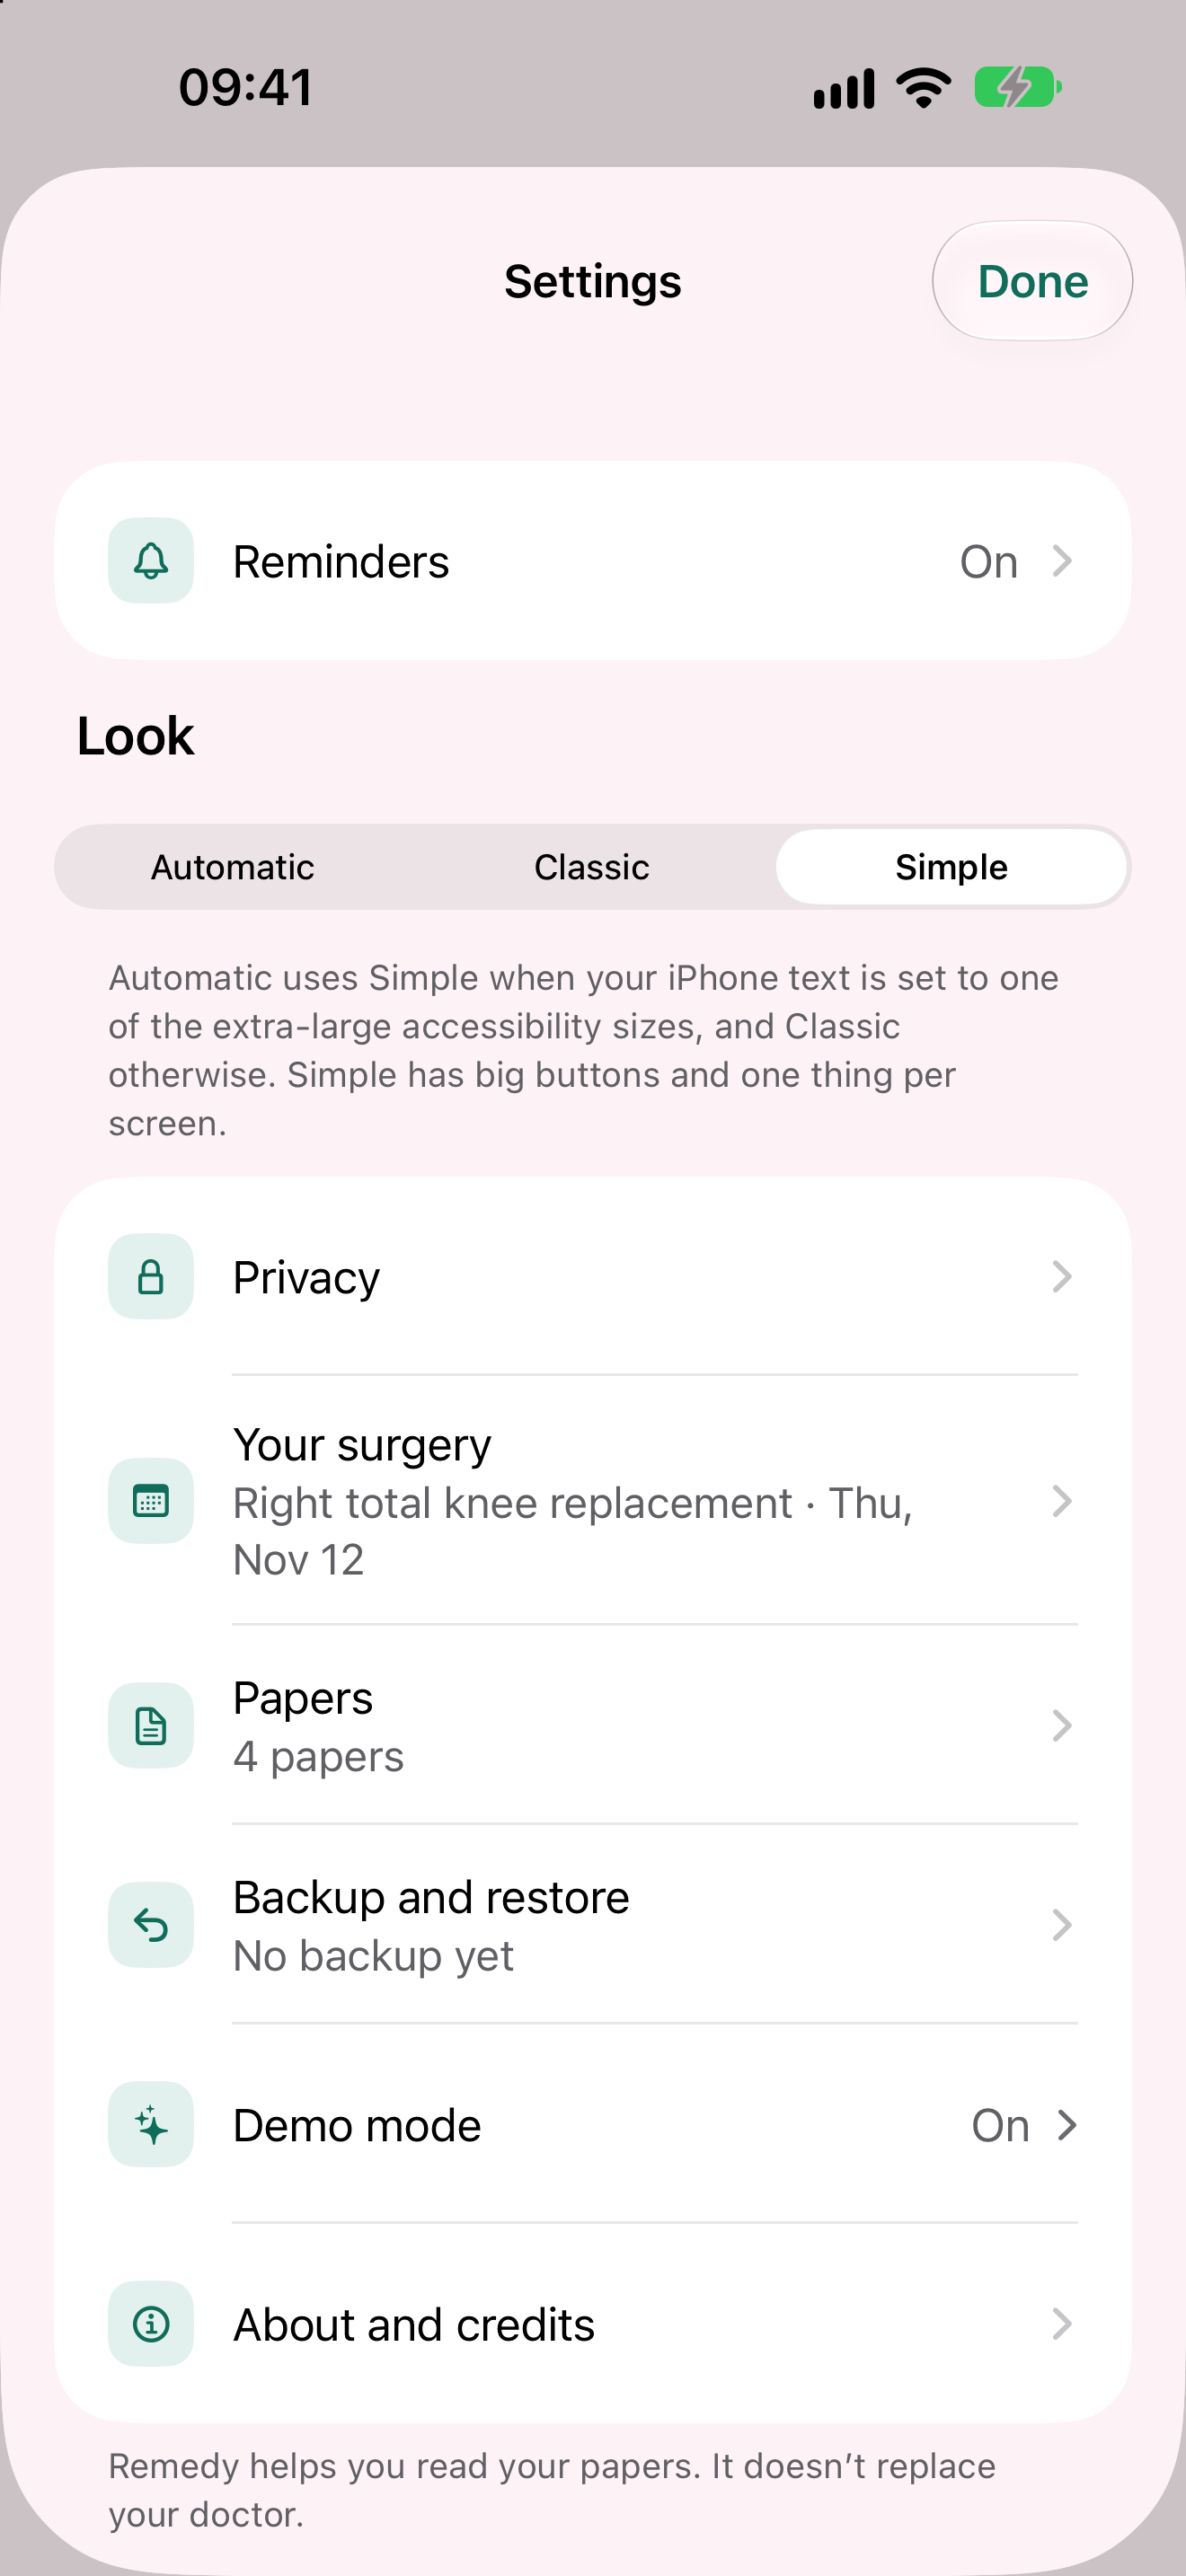 09:41
Settings
Done
Reminders
On
Look
Automatic
Classic
Simple
Automatic uses Simple when your iPhone text is set to one
of the extra-large accessibility sizes, and Classic
otherwise. Simple has big buttons and one thing per
screen.
Privacy
Your surgery
Right total knee replacement · Thu,
Nov 12
Papers
4 papers
Backup and restore
No backup yet
Demo mode
On
About and credits
Remedy helps you read your papers. It doesn’t replace
your doctor.